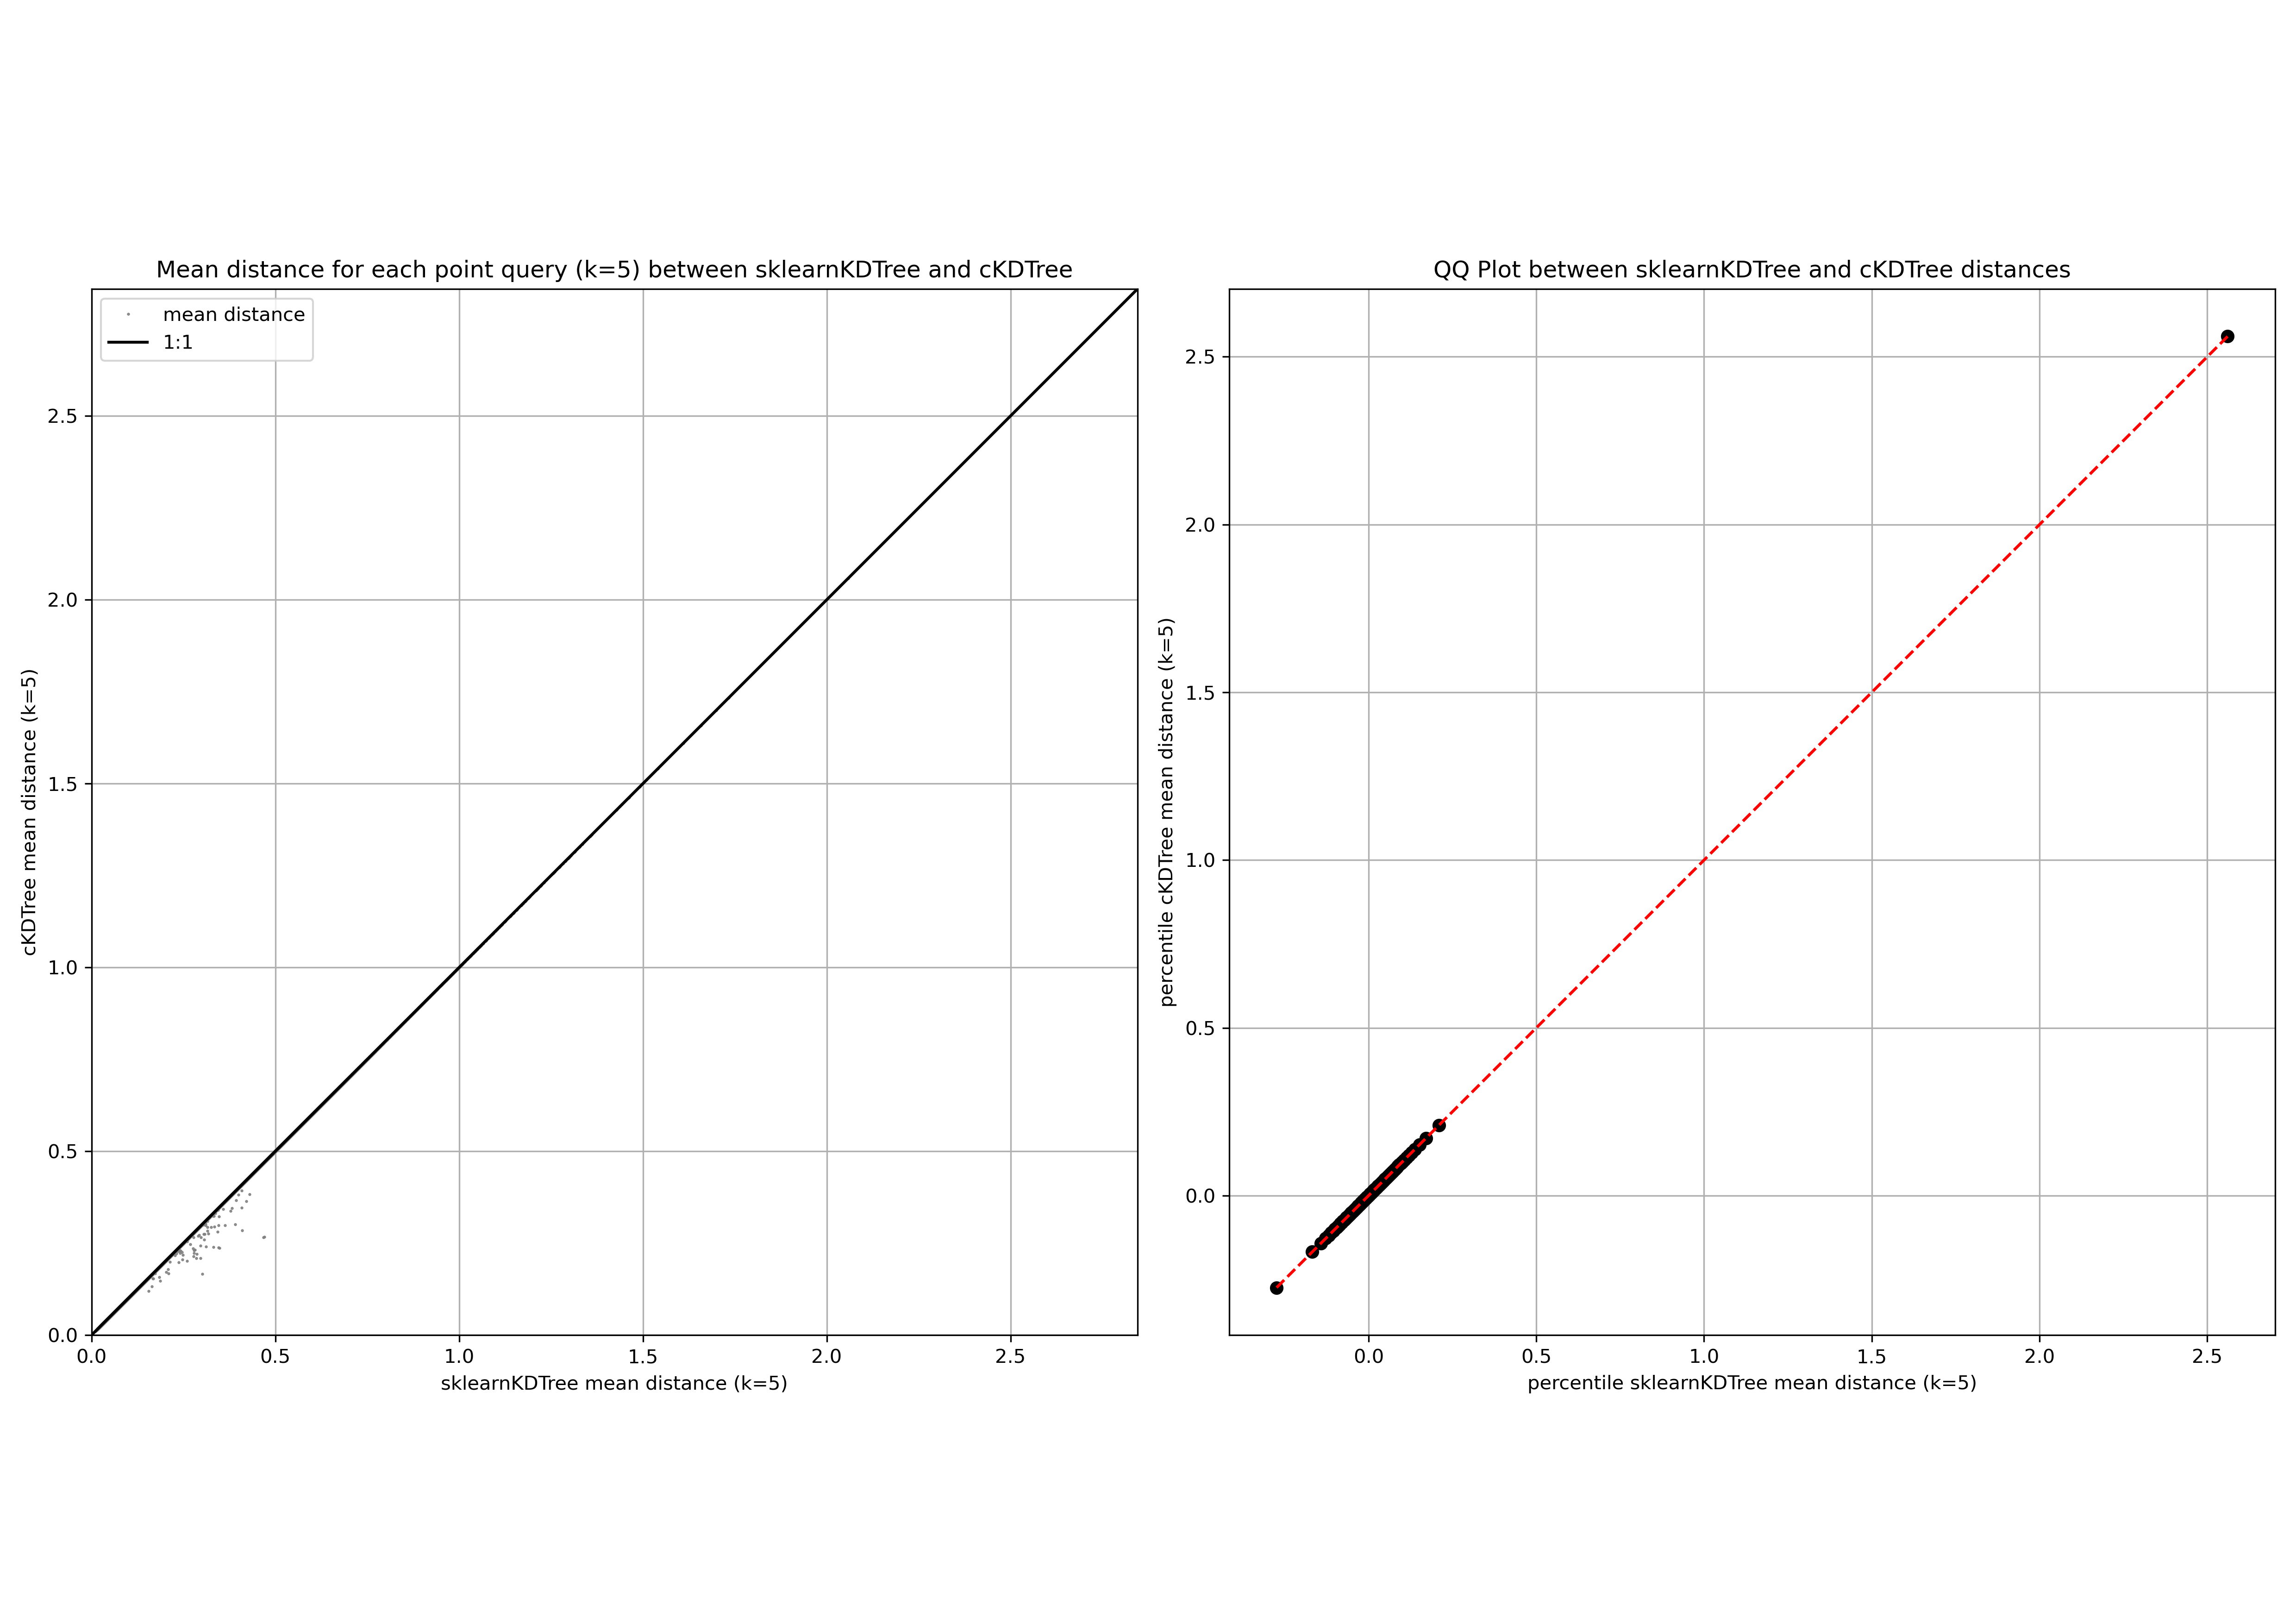 Mean distance for each point query (k=5) between sklearnKDTree and cKDTree
mean distance
1:1
2.5
2.0
1.5
1.0
0.5
0.0
cKDTree mean distance (k=5)
0.0 0.5 1.0 1.5 2.0 2.5
sklearnKDTree mean distance (k=5)
QQ Plot between sklearnKDTree and cKDTree distances
2.5
2.0
1.5
1.0
0.5
0.0
percentile cKDTree mean distance (k=5)
0.0 0.5 1.0 1.5 2.0 2.5
percentile sklearnKDTree mean distance (k=5)